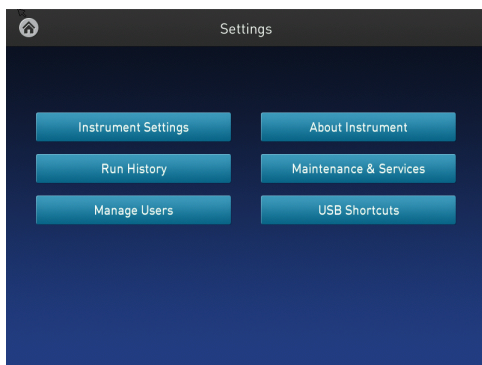 Settings
Instrument Settings
About Instrument
Run History
Maintenance & Services
Manage Users
USB Shortcuts